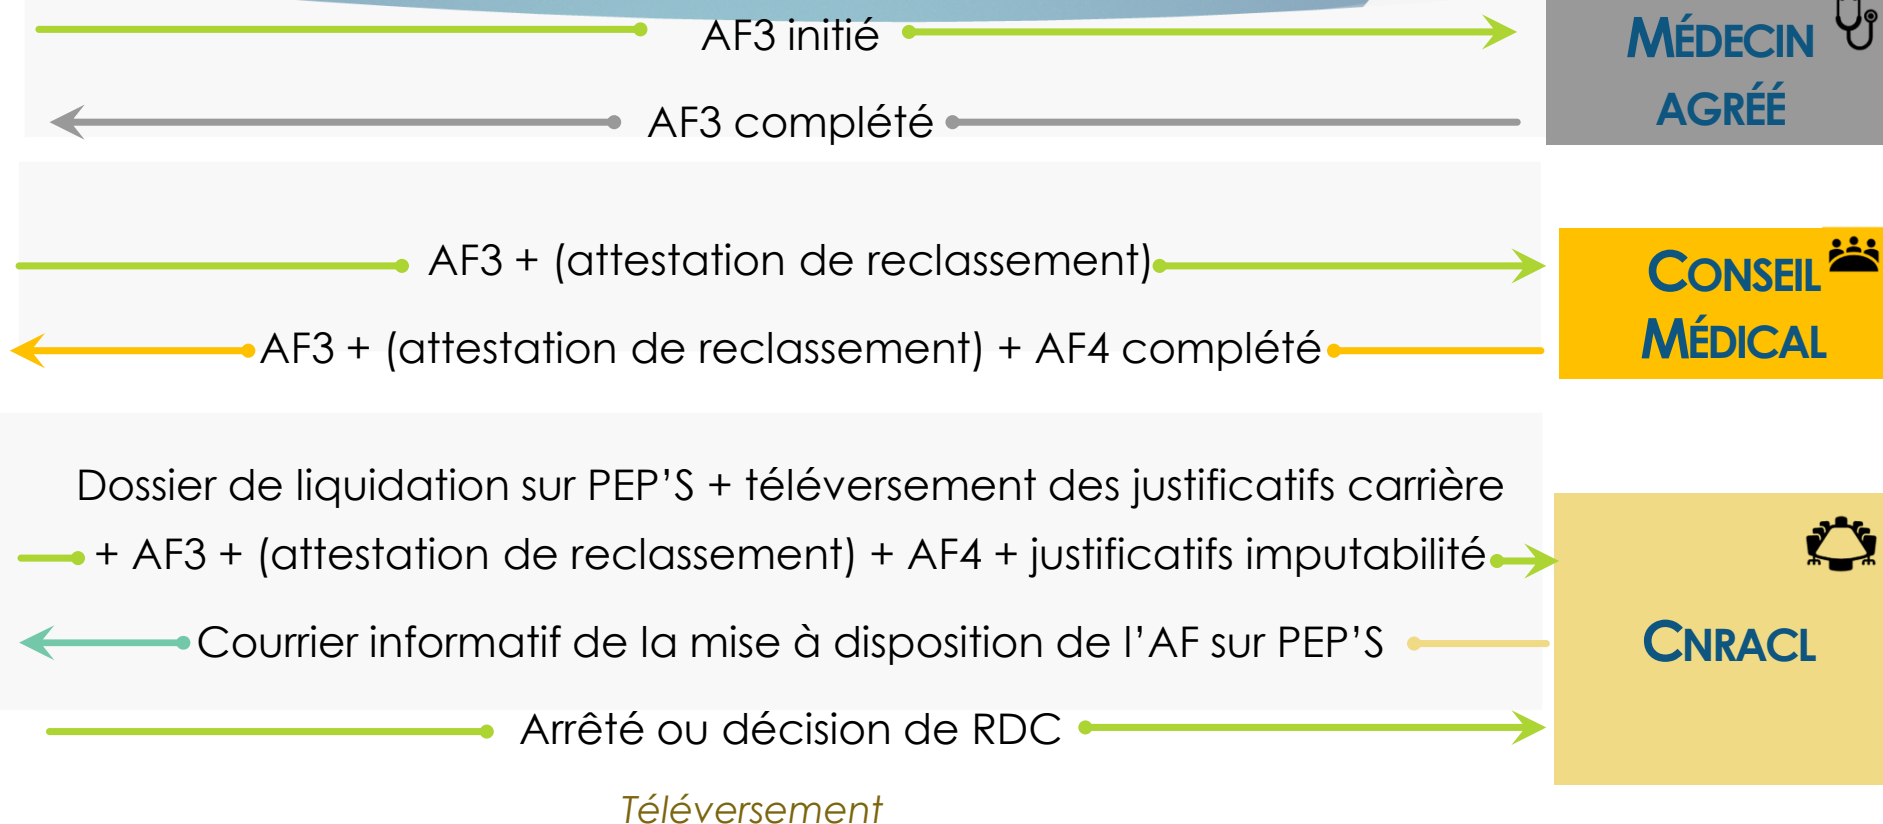 AF3 initié
MÉDECIN
AGRÉÉ
AF3 complété
AF3 + (attestation de reclassement)
CONSEIL
MÉDICAL
AF3 + (attestation de reclassement) + AF4 complété
Dossier de liquidation sur PEP’S + téléversement des justificatifs carrière
+ AF3 + (attestation de reclassement) + AF4 + justificatifs imputabilité
Courrier informatif de la mise à disposition de l’AF sur PEP’S
CNRACL
Arrêté ou décision de RDC
Téléversement